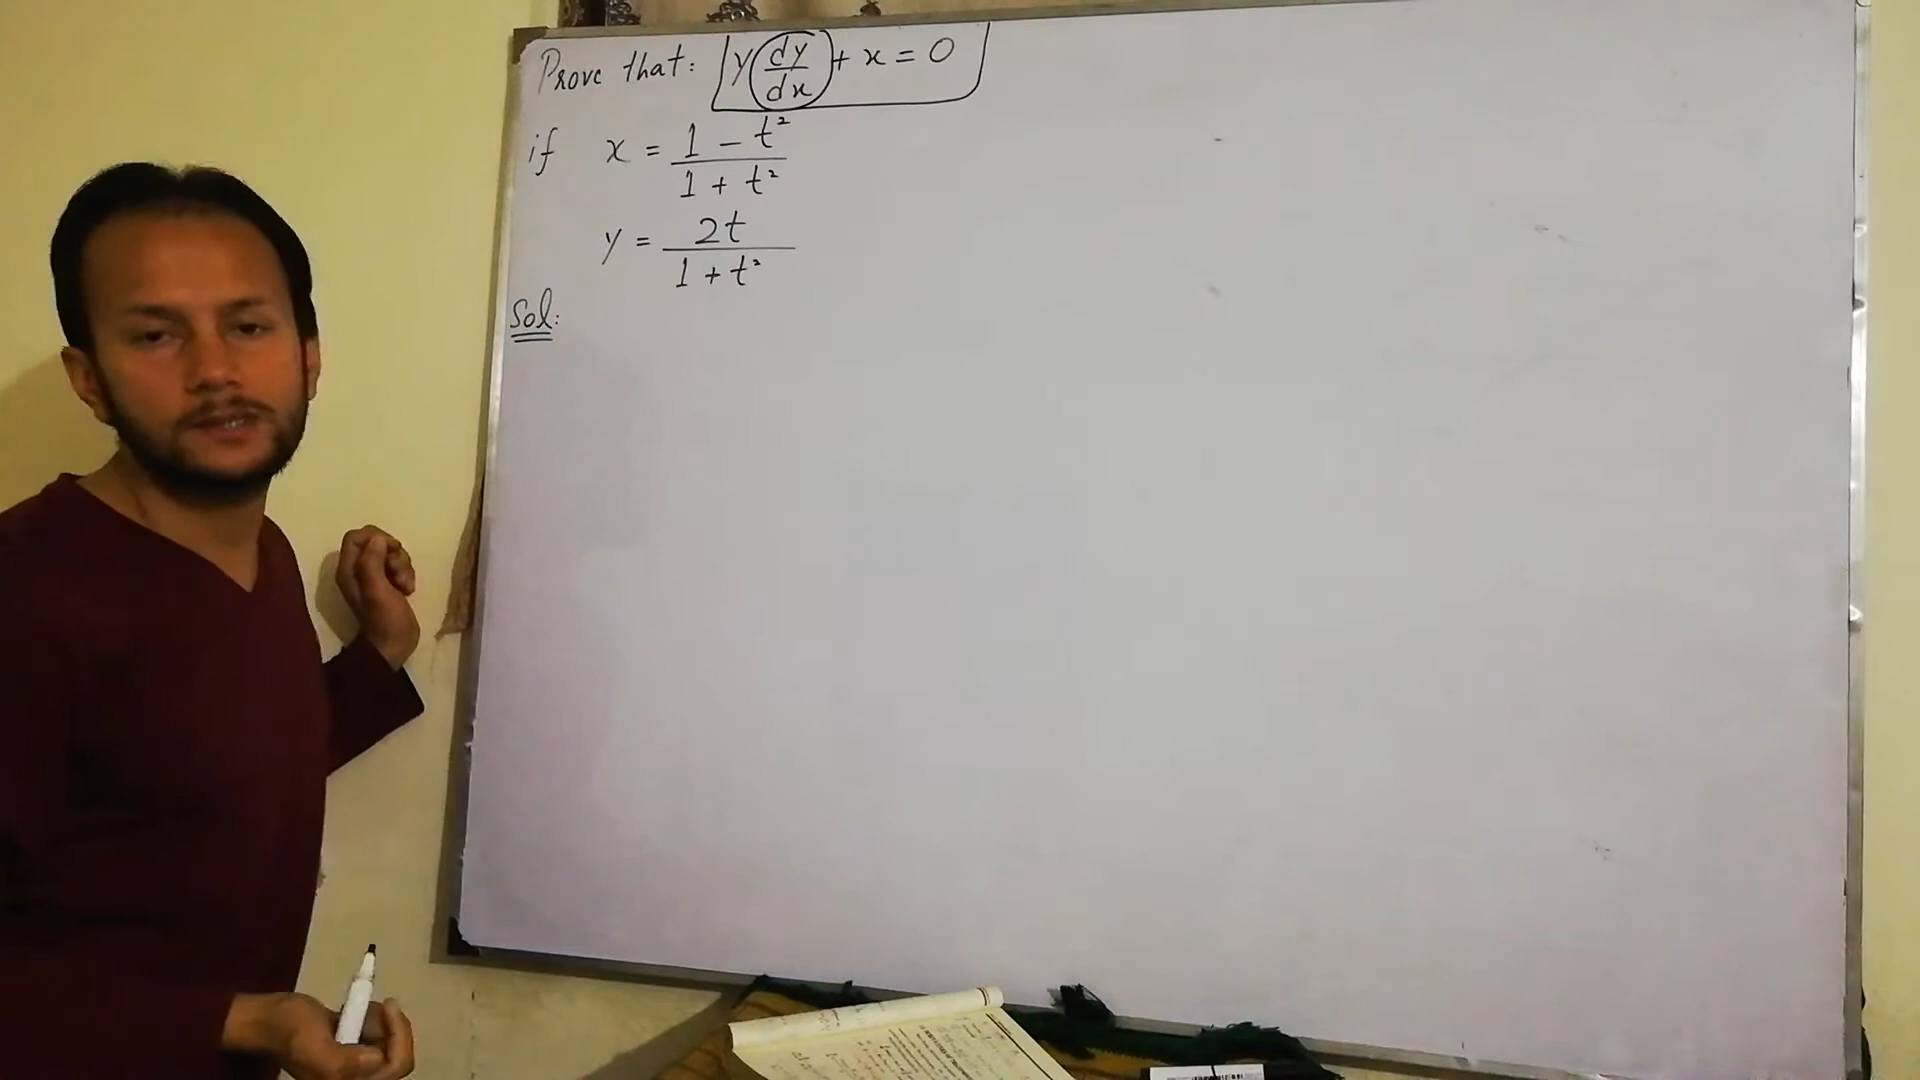 Prove that: y dy/dx + x = 0
if x = 1 - t² / 1 + t²
y = 2t / 1 + t²
Sol: